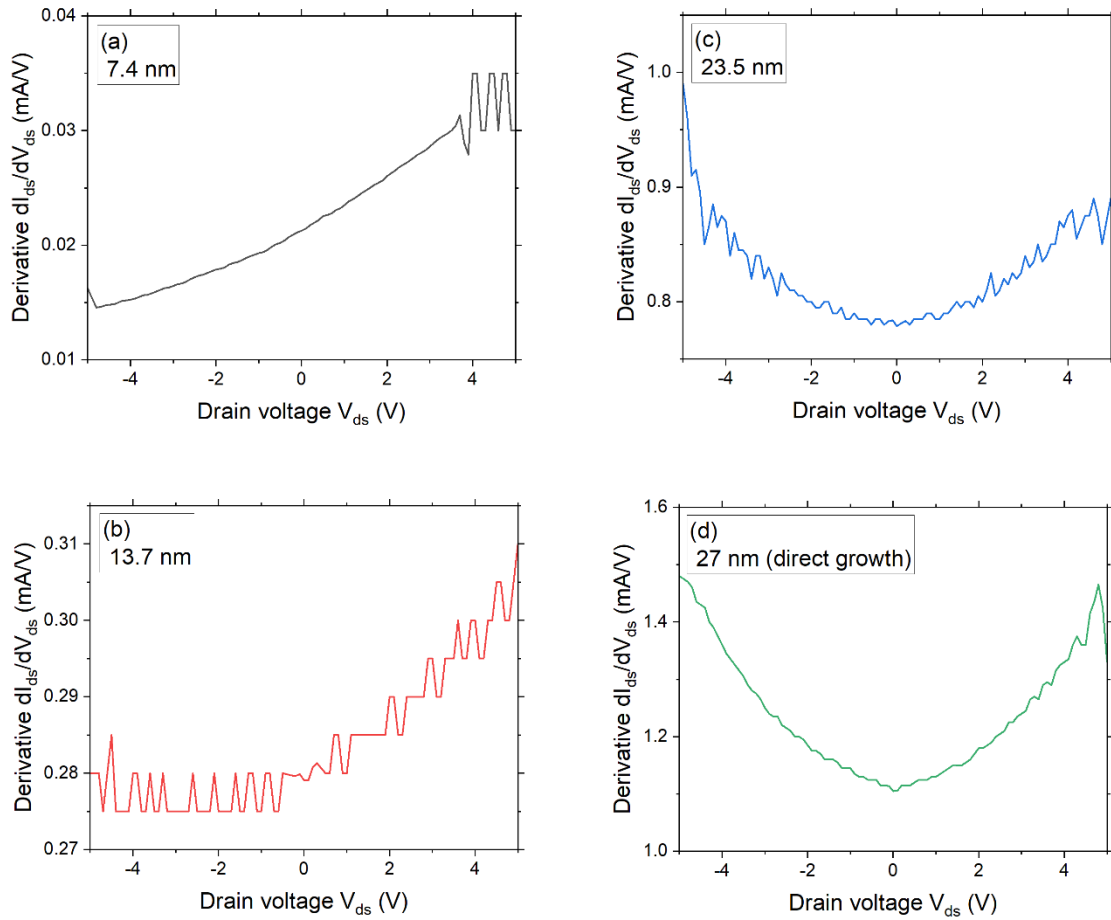 (a)
7.4 nm
0.04
0.03
0.02
0.01
Derivative dI_ds/dV_ds (mA/V)
-4
-2
0
2
4
Drain voltage V_ds (V)
(c)
23.5 nm
1.0
0.9
0.8
Derivative dI_ds/dV_ds (mA/V)
-4
-2
0
2
4
Drain voltage V_ds (V)
(b)
13.7 nm
0.31
0.30
0.29
0.28
0.27
Derivative dI_ds/dV_ds (mA/V)
-4
-2
0
2
4
Drain voltage V_ds (V)
(d)
27 nm (direct growth)
1.6
1.4
1.2
1.0
Derivative dI_ds/dV_ds (mA/V)
-4
-2
0
2
4
Drain voltage V_ds (V)